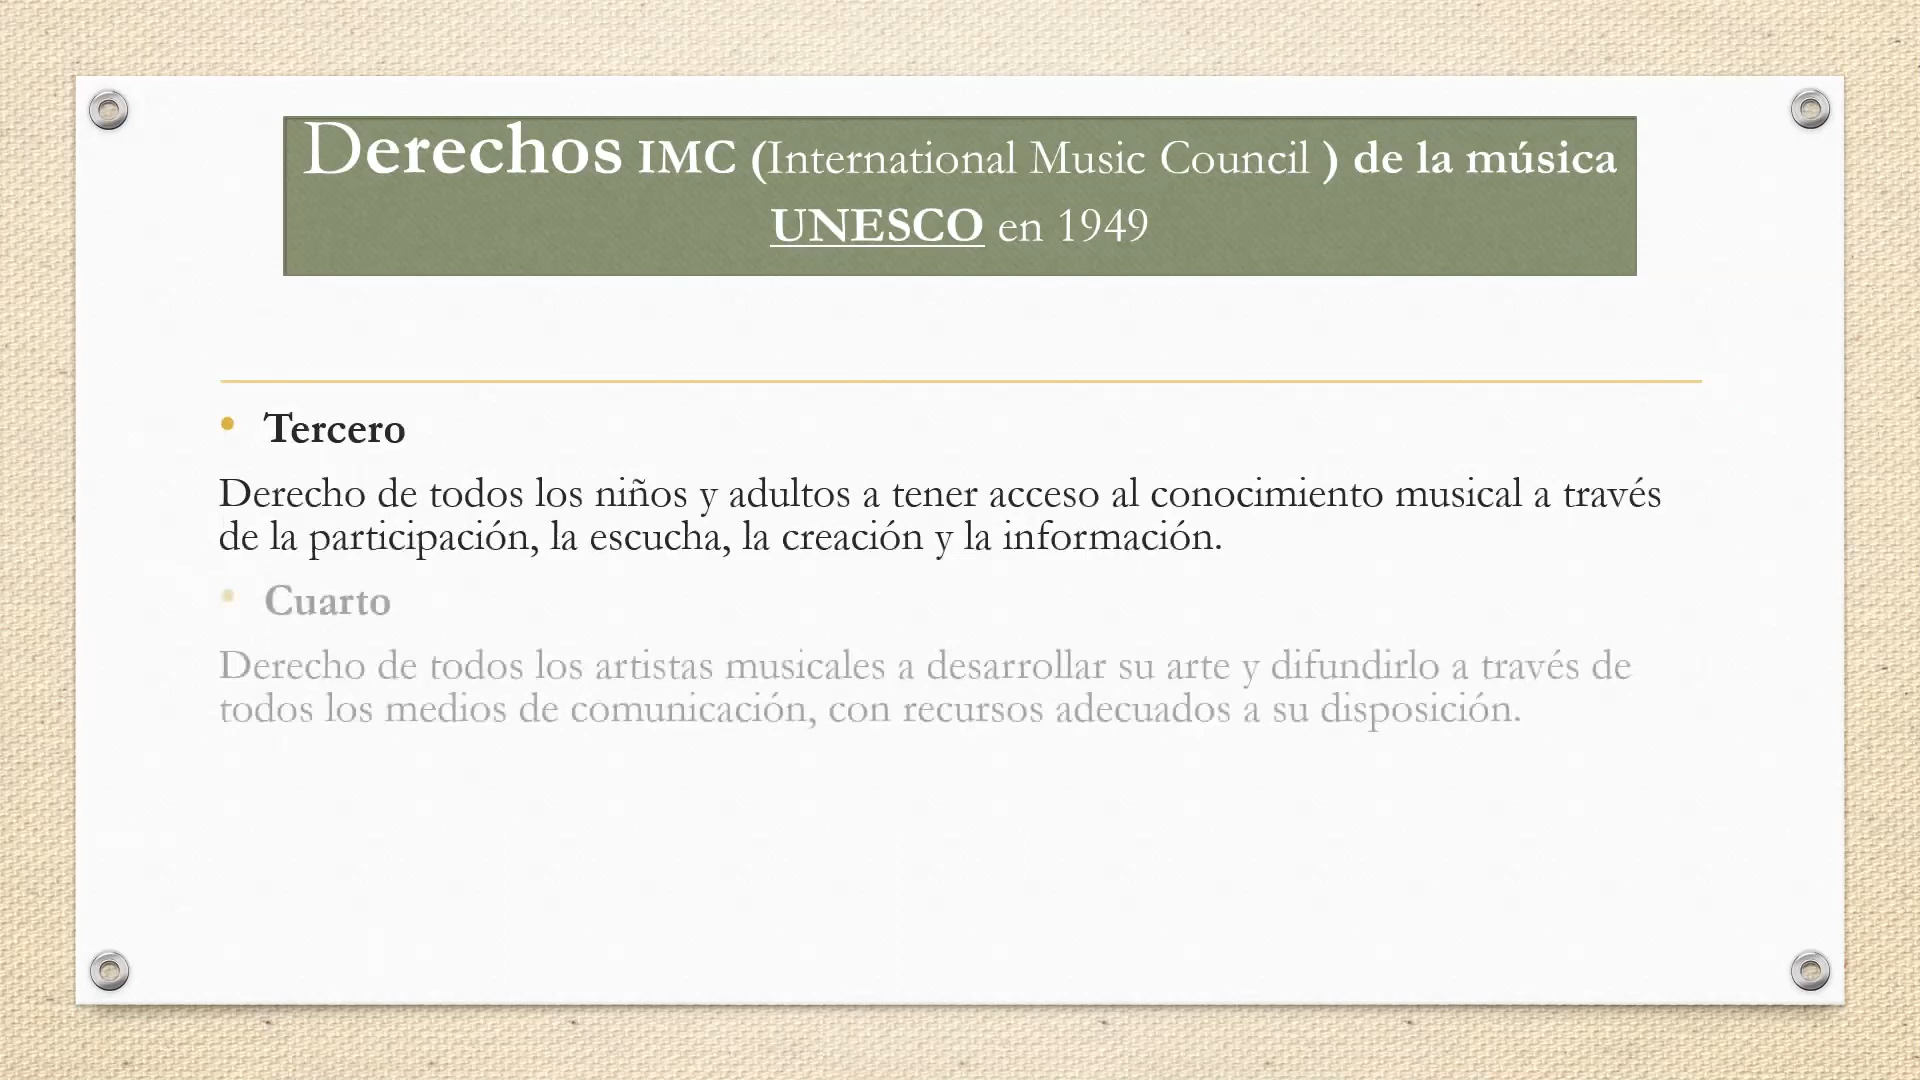 Derechos IMC (International Music Council ) de la música
UNESCO en 1949
• Tercero
Derecho de todos los niños y adultos a tener acceso al conocimiento musical a través
de la participación, la escucha, la creación y la información.
• Cuarto
Derecho de todos los artistas musicales a desarrollar su arte y difundirlo a través de
todos los medios de comunicación, con recursos adecuados a su disposición.